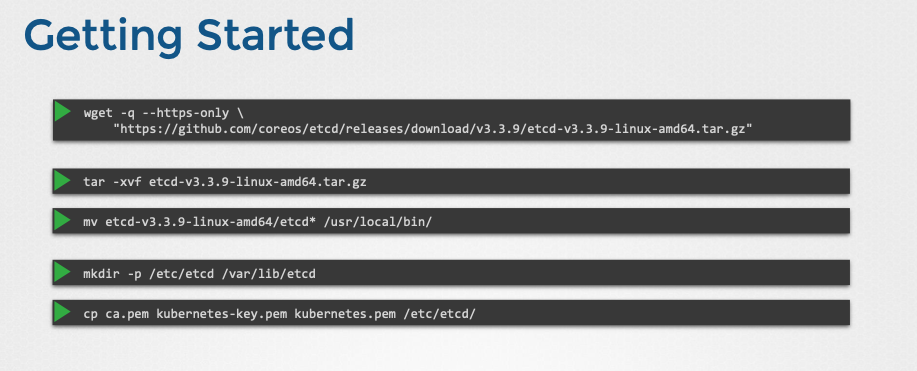 Getting Started
wget -q --https-only \
"https://github.com/coreos/etcd/releases/download/v3.3.9/etcd-v3.3.9-linux-amd64.tar.gz"
tar -xvf etcd-v3.3.9-linux-amd64.tar.gz
mv etcd-v3.3.9-linux-amd64/etcd* /usr/local/bin/
mkdir -p /etc/etcd /var/lib/etcd
cp ca.pem kubernetes-key.pem kubernetes.pem /etc/etcd/